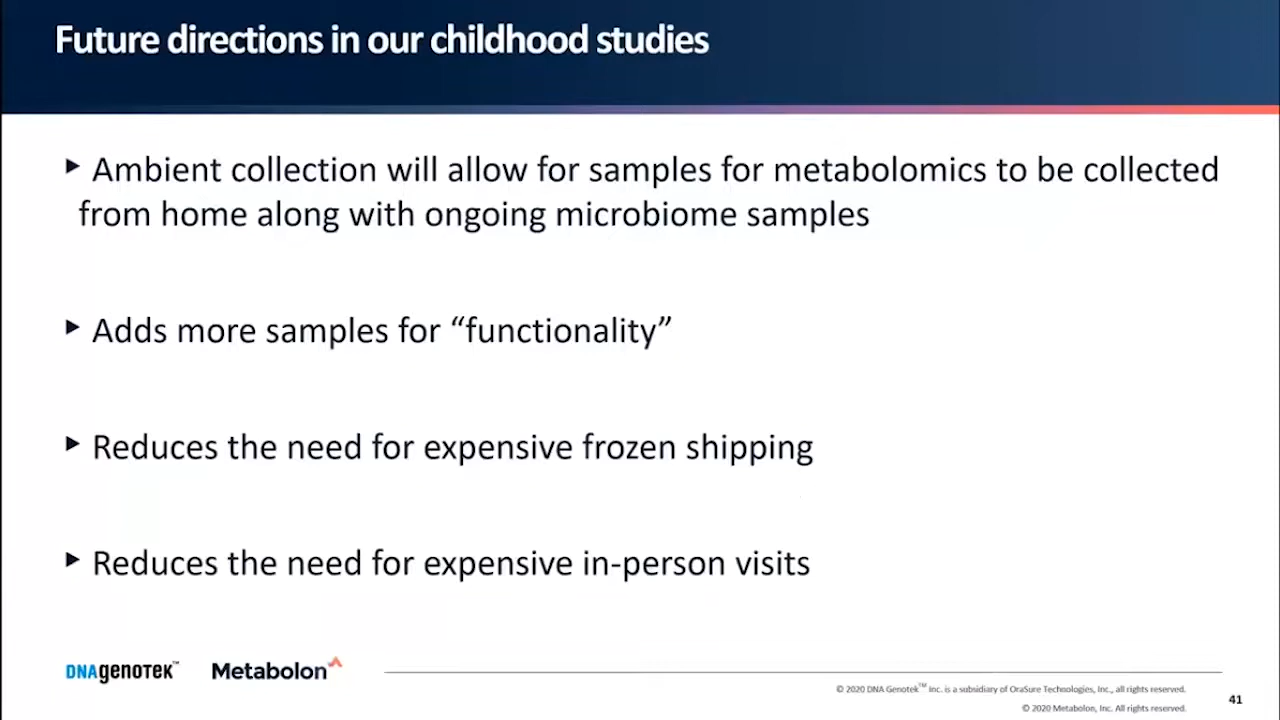 Future directions in our childhood studies
▶ Ambient collection will allow for samples for metabolomics to be collected
from home along with ongoing microbiome samples
▶ Adds more samples for “functionality”
▶ Reduces the need for expensive frozen shipping
▶ Reduces the need for expensive in-person visits
DNAgenotek™ Metabolon
© 2020 DNA Genotek™ Inc. is a subsidiary of OraSure Technologies, Inc., all rights reserved.
© 2020 Metabolon, Inc. All rights reserved.
41